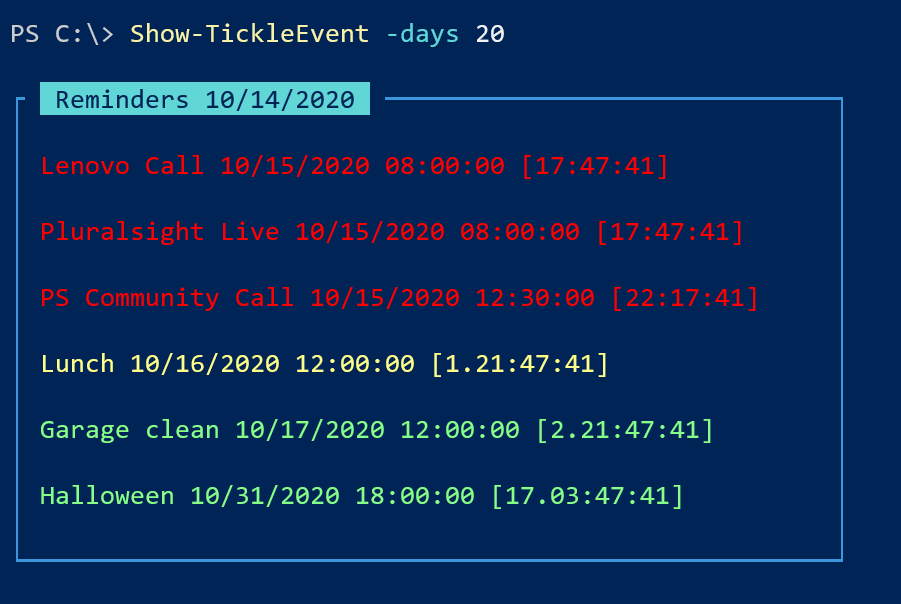 PS C:\> Show-TickleEvent -days 20
Reminders 10/14/2020
Lenovo Call 10/15/2020 08:00:00 [17:47:41]
Pluralsight Live 10/15/2020 08:00:00 [17:47:41]
PS Community Call 10/15/2020 12:30:00 [22:17:41]
Lunch 10/16/2020 12:00:00 [1.21:47:41]
Garage clean 10/17/2020 12:00:00 [2.21:47:41]
Halloween 10/31/2020 18:00:00 [17.03:47:41]